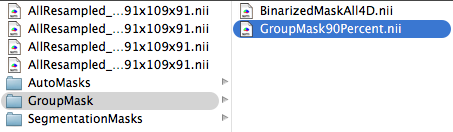 AllResampled_...91x109x91.nii
AllResampled_...91x109x91.nii
AllResampled_...91x109x91.nii
AllResampled_...91x109x91.nii
AutoMasks
GroupMask
SegmentationMasks
BinarizedMaskAll4D.nii
GroupMask90Percent.nii